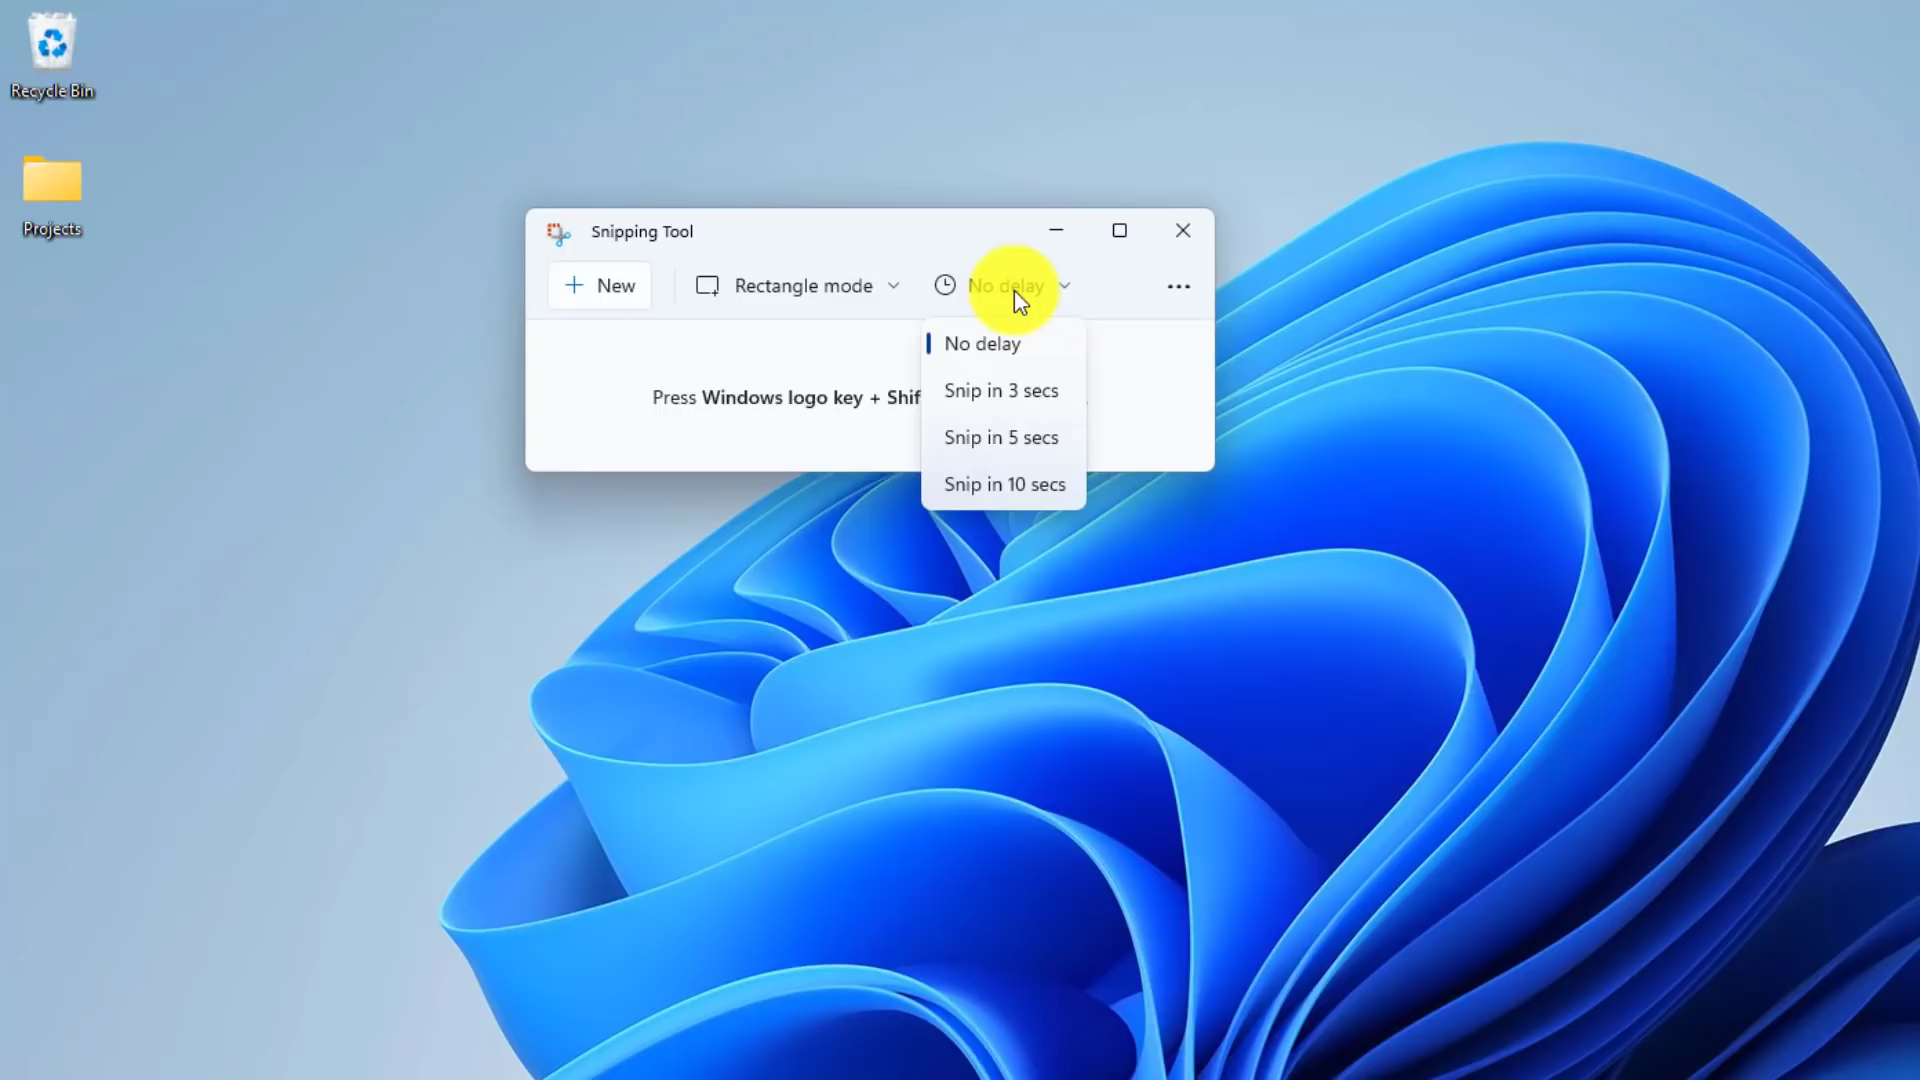 Recycle Bin
Projects
Snipping Tool
New
Rectangle mode
No delay
No delay
Snip in 3 secs
Press Windows logo key + Shif
Snip in 5 secs
Snip in 10 secs